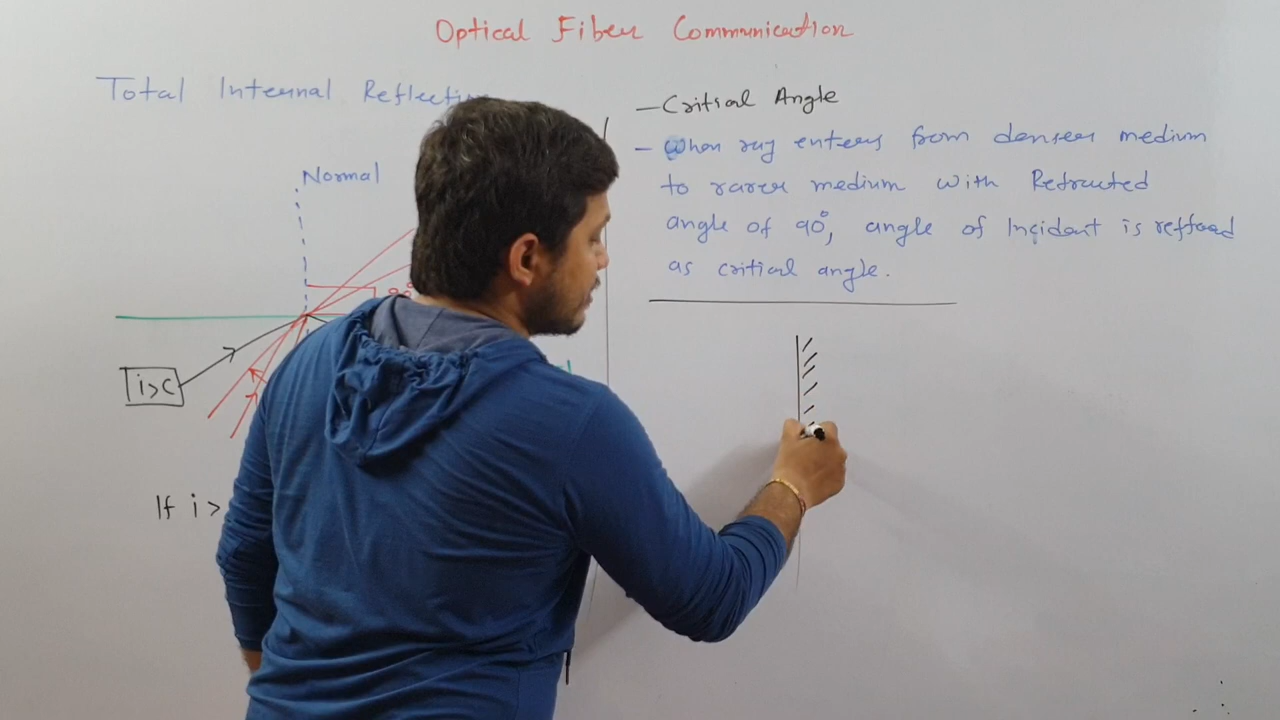 Optical Fiber Communication
Total Internal Reflection
Normal
90°
i>C
If i >
– Critical Angle
– When ray enters from denser medium
to rarer medium with Refracted
angle of 90°, angle of Incident is reffered
as critical angle.